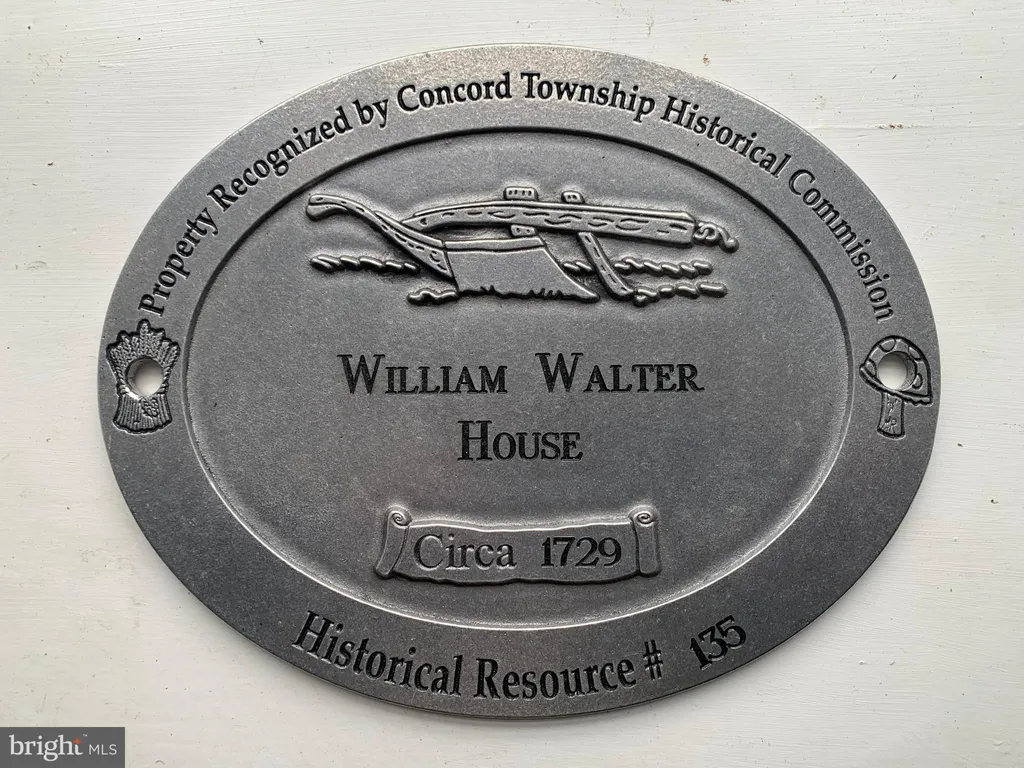 Property Recognized by Concord Township Historical Commission
William Walter
House
Circa 1729
Historical Resource # 135
bright MLS